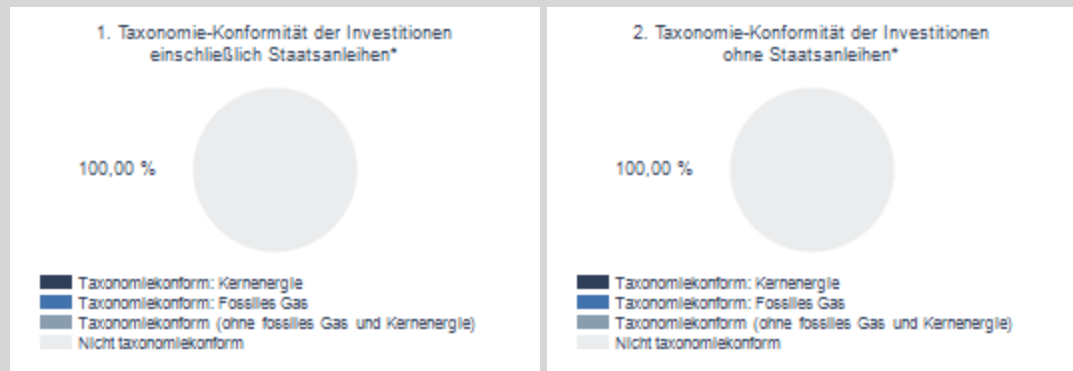 1. Taxonomie-Konformität der Investitionen
einschließlich Staatsanleihen*
100,00 %
Taxonomiekonform: Kernenergie
Taxonomiekonform: Fossiles Gas
Taxonomiekonform (ohne fossiles Gas und Kernenergie)
Nicht taxonomiekonform
2. Taxonomie-Konformität der Investitionen
ohne Staatsanleihen*
100,00 %
Taxonomiekonform: Kernenergie
Taxonomiekonform: Fossiles Gas
Taxonomiekonform (ohne fossiles Gas und Kernenergie)
Nicht taxonomiekonform